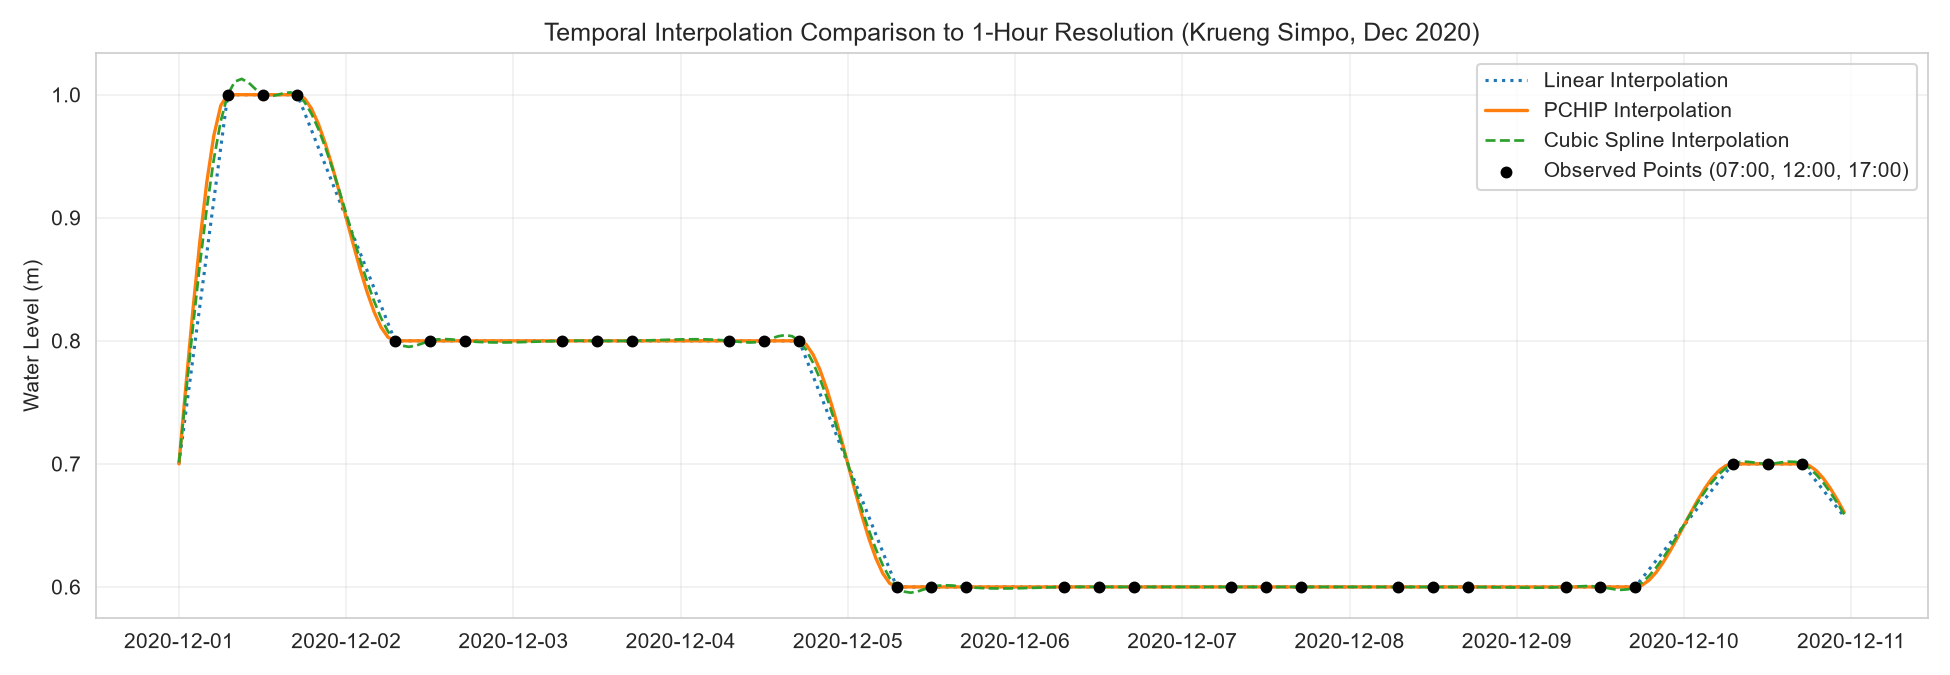 Temporal Interpolation Comparison to 1-Hour Resolution (Krueng Simpo, Dec 2020)
Linear Interpolation
PCHIP Interpolation
Cubic Spline Interpolation
Observed Points (07:00, 12:00, 17:00)
Water Level (m)
1.0
0.9
0.8
0.7
0.6
2020-12-01 2020-12-02 2020-12-03 2020-12-04 2020-12-05 2020-12-06 2020-12-07 2020-12-08 2020-12-09 2020-12-10 2020-12-11